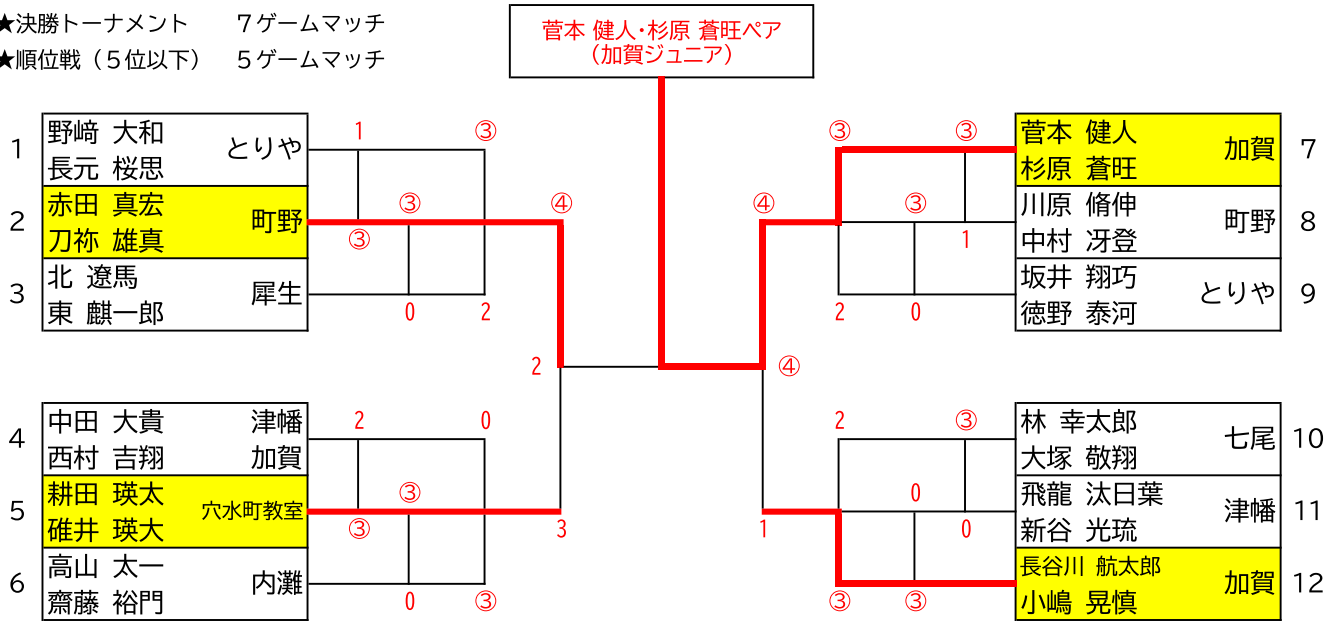 ★決勝トーナメント　７ゲームマッチ
★順位戦（５位以下）　５ゲームマッチ
菅本 健人・杉原 蒼旺ペア
（加賀ジュニア）
1 野﨑 大和 とりや
長元 桜思
2 赤田 真宏 町野
刀祢 雄真
3 北 遼馬 犀生
東 麒一郎
1 ③
③ ④
③
0 2
2
4 中田 大貴 津幡
西村 吉翔 加賀
5 耕田 瑛太 穴水町教室
碓井 瑛大
6 高山 太一 内灘
齋藤 裕門
2 0
③
③ 3
0 ③
③ ③
④ ③
1
2 0
④
菅本 健人 加賀 7
杉原 蒼旺
川原 脩伸 町野 8
中村 冴登
坂井 翔巧 とりや 9
徳野 泰河
2 ③
0
1 0
③ ③
林 幸太郎 七尾 10
大塚 敬翔
飛龍 汰日葉 津幡 11
新谷 光琉
長谷川 航太郎 加賀 12
小嶋 晃慎